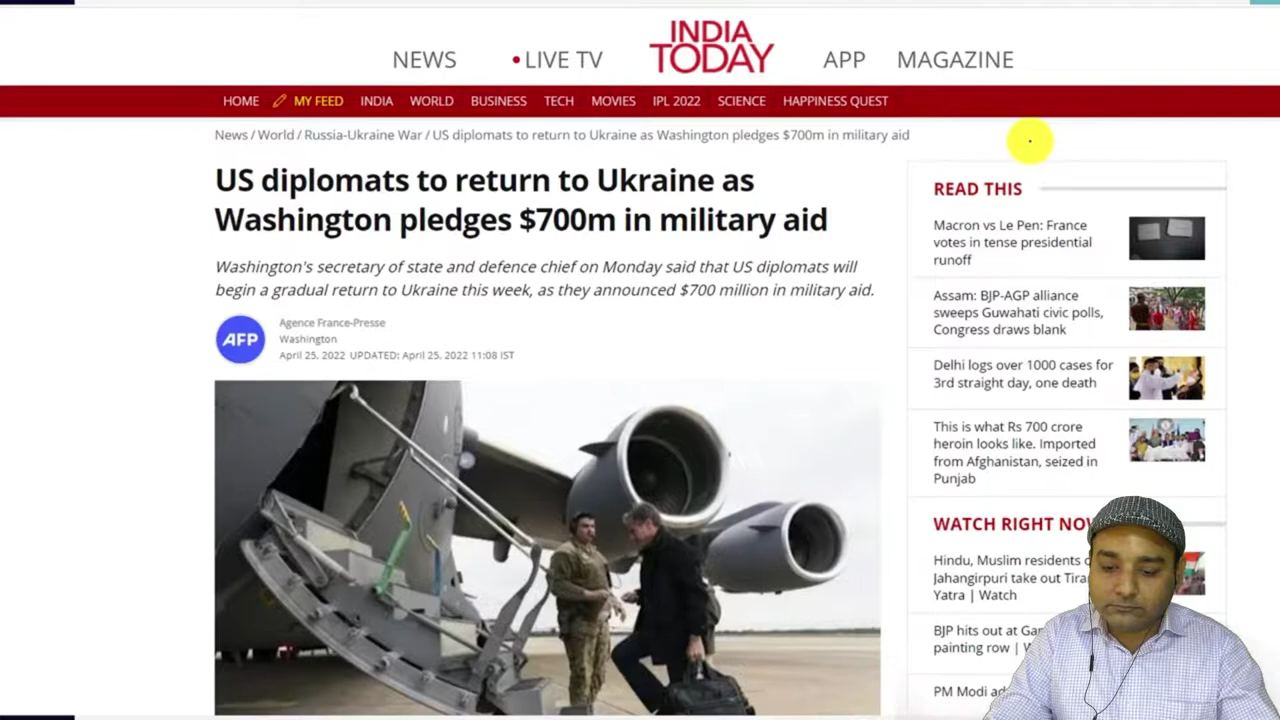 INDIA
TODAY
NEWS
LIVE TV
APP
MAGAZINE
HOME
MY FEED
INDIA
WORLD
BUSINESS
TECH
MOVIES
IPL 2022
SCIENCE
HAPPINESS QUEST
News / World / Russia-Ukraine War / US diplomats to return to Ukraine as Washington pledges $700m in military aid
US diplomats to return to Ukraine as
Washington pledges $700m in military aid
Washington's secretary of state and defence chief on Monday said that US diplomats will
begin a gradual return to Ukraine this week, as they announced $700 million in military aid.
AFP
Agence France-Presse
Washington
April 25, 2022 UPDATED: April 25, 2022 11:08 IST
READ THIS
Macron vs Le Pen: France
votes in tense presidential
runoff
Assam: BJP-AGP alliance
sweeps Guwahati civic polls,
Congress draws blank
Delhi logs over 1000 cases for
3rd straight day, one death
This is what Rs 700 crore
heroin looks like. Imported
from Afghanistan, seized in
Punjab
WATCH RIGHT NOW
Hindu, Muslim residents
Jahangirpuri take out
Yatra | Watch
BJP hits out at
painting row |
PM Modi